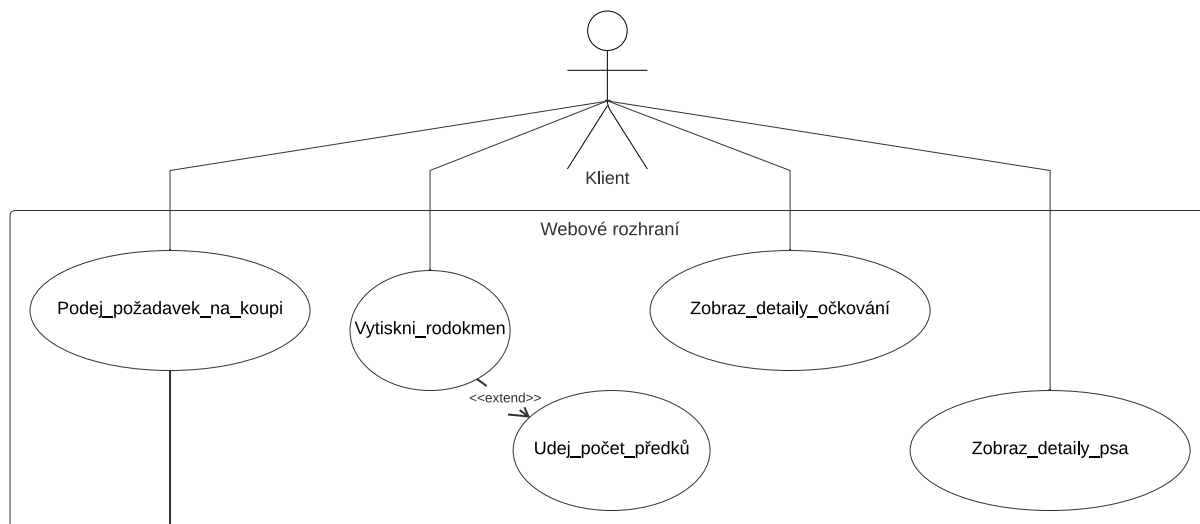 Klient
Webové rozhraní
Podej_požadavek_na_koupi
Vytiskni_rodokmen
Zobraz_detaily_očkování
<<extend>>
Udej_počet_předků
Zobraz_detaily_psa